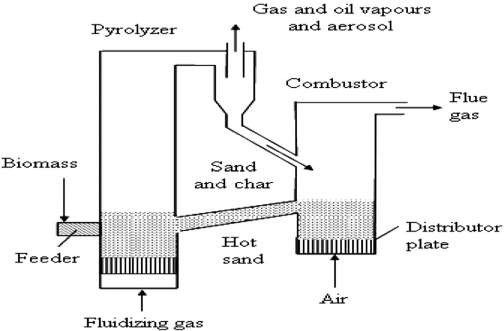 Gas and oil vapours
and aerosol
Pyrolyzer
Combustor
Flue
gas
Biomass
Sand
and char
Feeder
Hot
sand
Distributor
plate
Air
Fluidizing gas